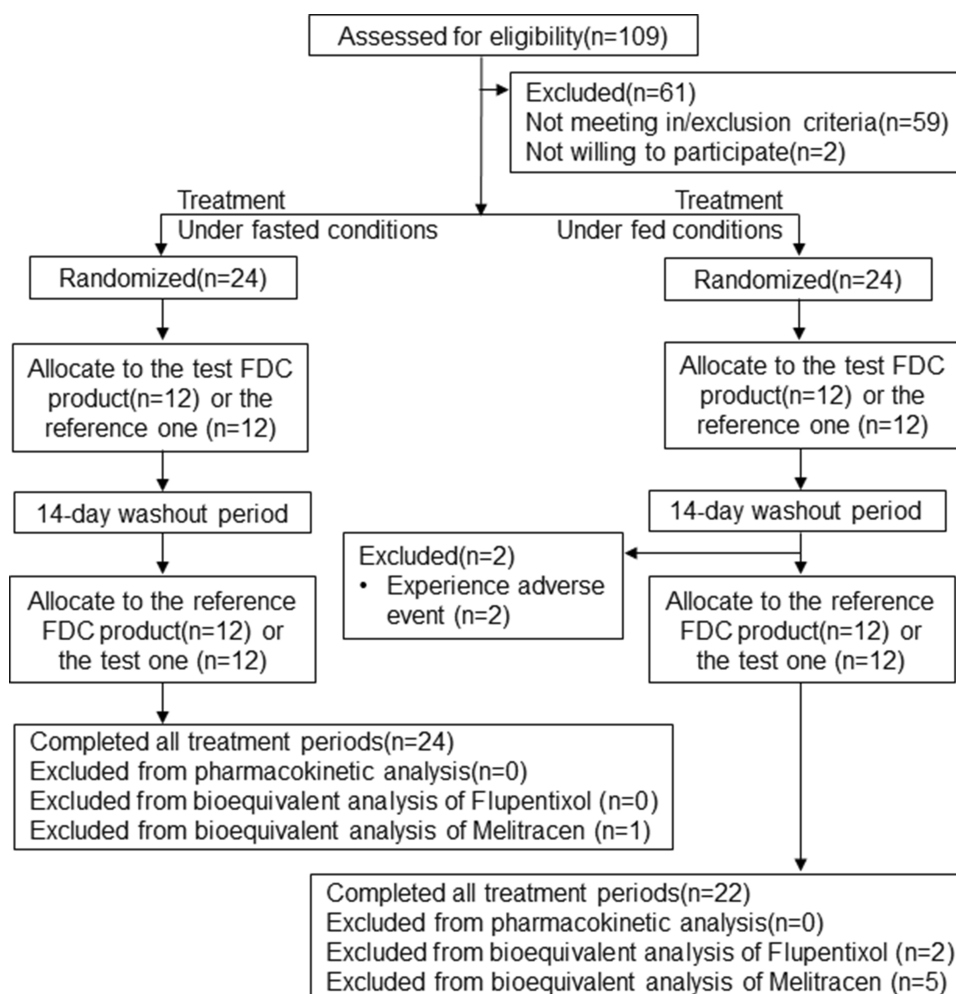 Assessed for eligibility(n=109)
Excluded(n=61)
Not meeting in/exclusion criteria(n=59)
Not willing to participate(n=2)
Treatment
Under fasted conditions
Treatment
Under fed conditions
Randomized(n=24)
Randomized(n=24)
Allocate to the test FDC
product(n=12) or the
reference one (n=12)
Allocate to the test FDC
product(n=12) or the
reference one (n=12)
14-day washout period
14-day washout period
Excluded(n=2)
• Experience adverse
event (n=2)
Allocate to the reference
FDC product(n=12) or
the test one (n=12)
Allocate to the reference
FDC product(n=12) or
the test one (n=12)
Completed all treatment periods(n=24)
Excluded from pharmacokinetic analysis(n=0)
Excluded from bioequivalent analysis of Flupentixol (n=0)
Excluded from bioequivalent analysis of Melitracen (n=1)
Completed all treatment periods(n=22)
Excluded from pharmacokinetic analysis(n=0)
Excluded from bioequivalent analysis of Flupentixol (n=2)
Excluded from bioequivalent analysis of Melitracen (n=5)